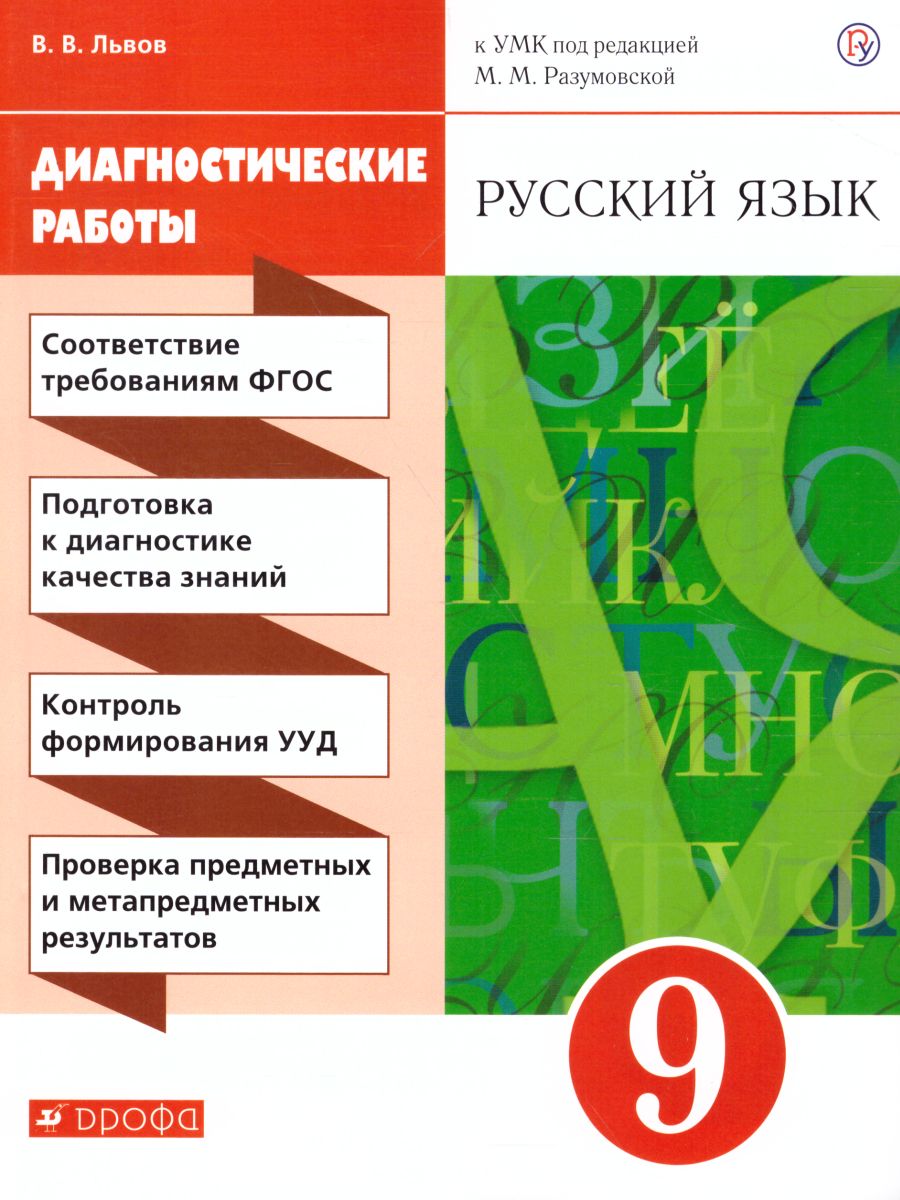 В. В. Львов
к УМК под редакцией
М. М. Разумовской
РУ
ДИАГНОСТИЧЕСКИЕ
РАБОТЫ
РУССКИЙ ЯЗЫК
Соответствие
требованиям ФГОС
Подготовка
к диагностике
качества знаний
Контроль
формирования УУД
Проверка предметных
и метапредметных
результатов
9
ДРОФА